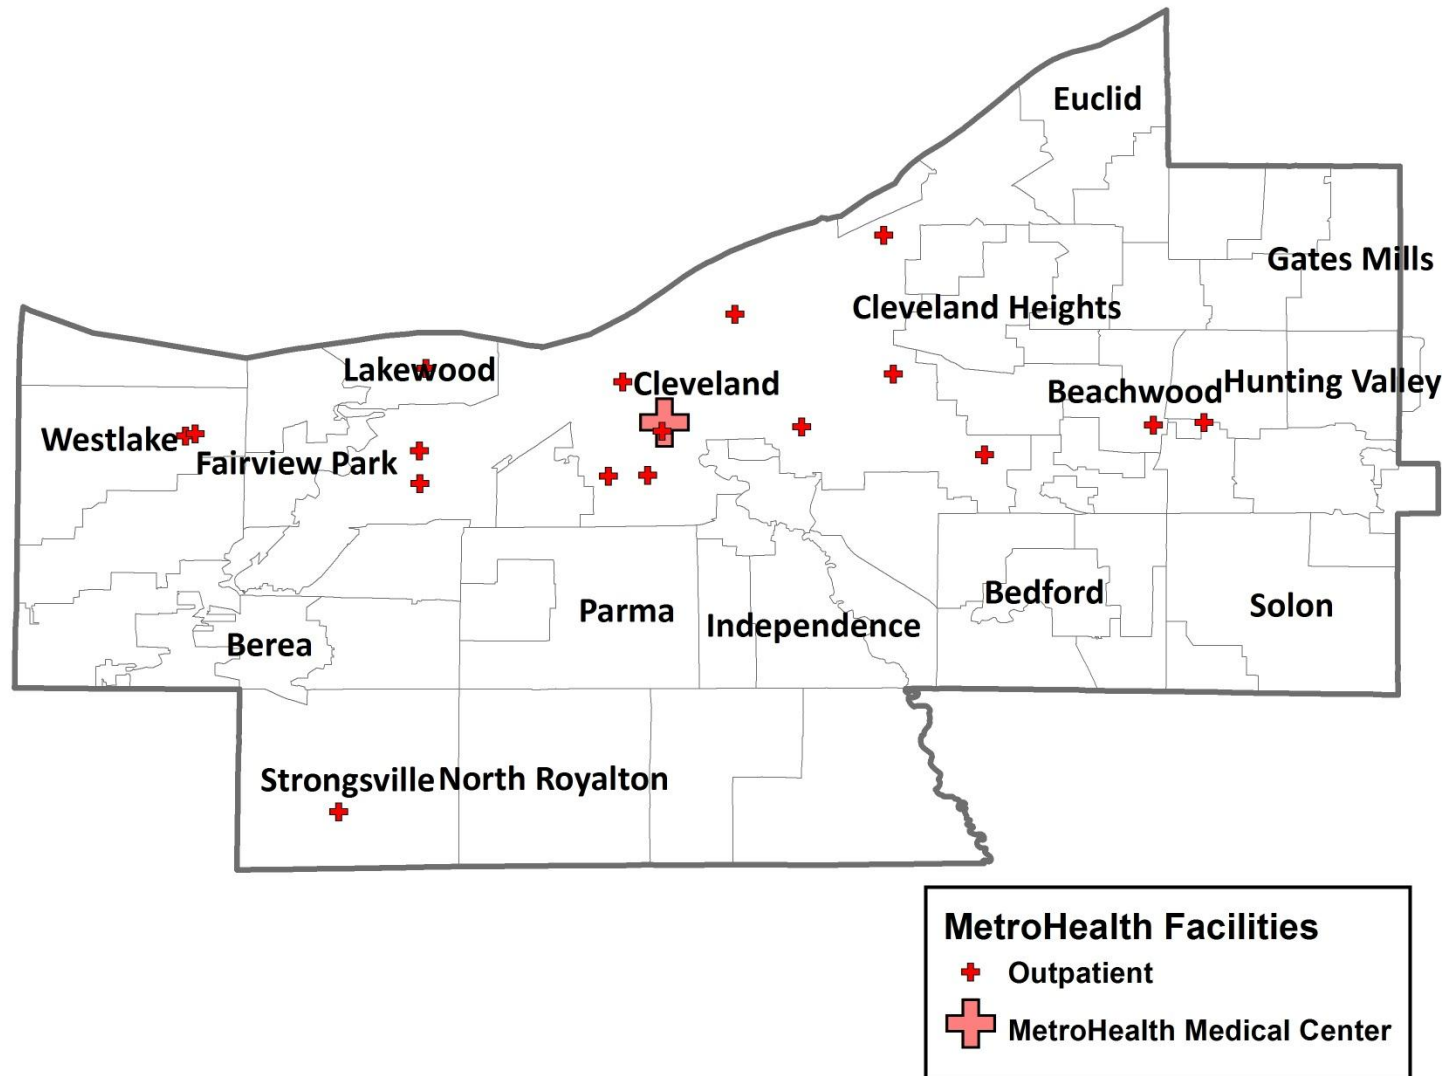 Euclid
Gates Mills
Cleveland Heights
Lakewood
Cleveland
Beachwood
Hunting Valley
Westlake
Fairview Park
Bedford
Solon
Parma
Independence
Berea
Strongsville
North Royalton
MetroHealth Facilities
Outpatient
MetroHealth Medical Center